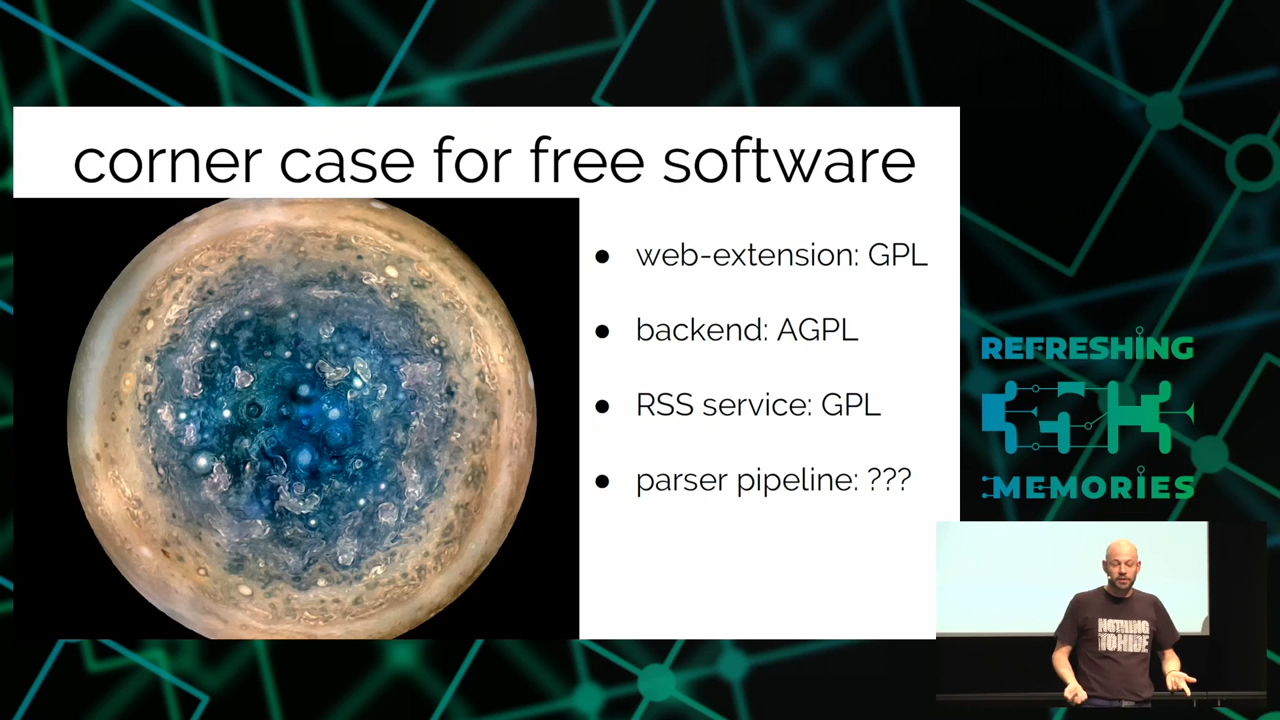 corner case for free software
● web-extension: GPL
● backend: AGPL
● RSS service: GPL
● parser pipeline: ???
REFRESHING
35C3
MEMORIES
NOTHING
TO HIDE